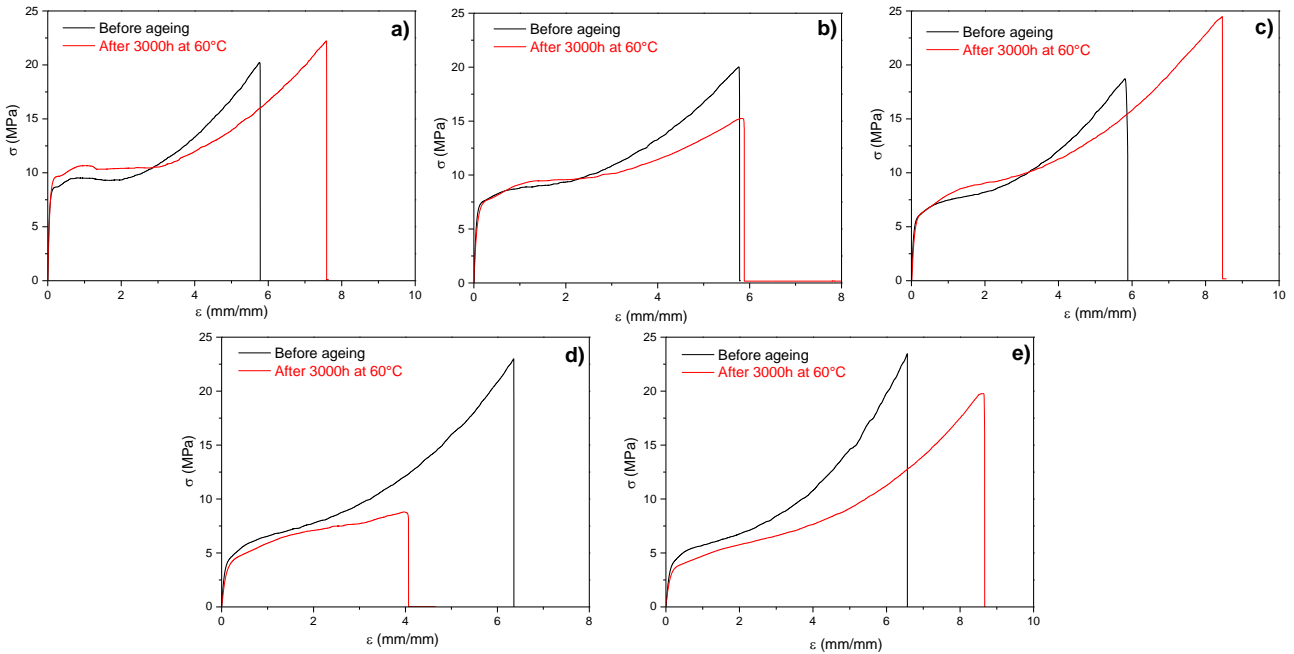 Before ageing
After 3000h at 60°C
a)
σ (MPa)
25
20
15
10
5
0
0 2 4 6 8 10
ε (mm/mm)
Before ageing
After 3000h at 60°C
b)
σ (MPa)
25
20
15
10
5
0
0 2 4 6 8
ε (mm/mm)
Before ageing
After 3000h at 60°C
c)
σ (MPa)
25
20
15
10
5
0
0 2 4 6 8 10
ε (mm/mm)
Before ageing
After 3000h at 60°C
d)
σ (MPa)
25
20
15
10
5
0
0 2 4 6 8
ε (mm/mm)
Before ageing
After 3000h at 60°C
e)
σ (MPa)
25
20
15
10
5
0
0 2 4 6 8 10
ε (mm/mm)